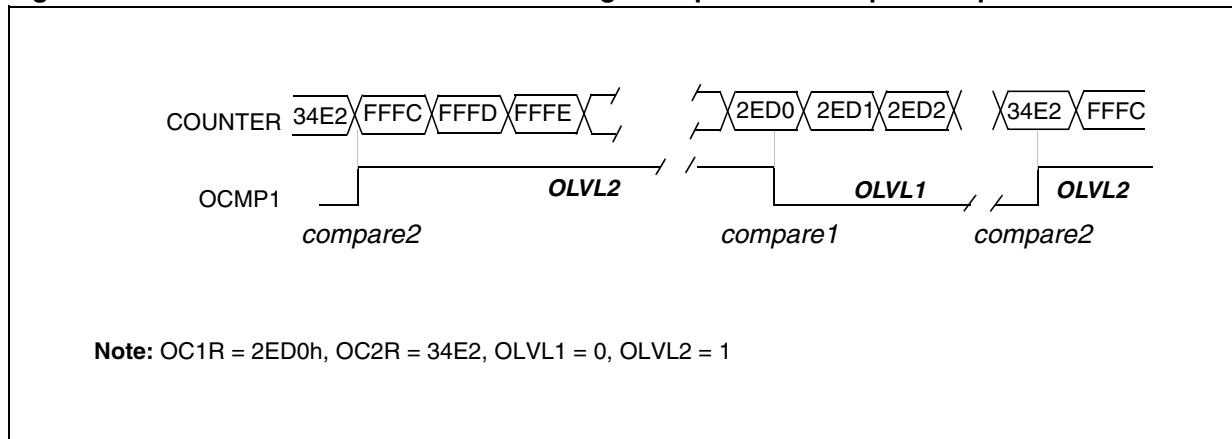 COUNTER 34E2 FFFC FFFD FFFE 2ED0 2ED1 2ED2 34E2 FFFC
OCMP1 OLVL2 OLVL1 OLVL2
compare2 compare1 compare2
Note: OC1R = 2ED0h, OC2R = 34E2, OLVL1 = 0, OLVL2 = 1